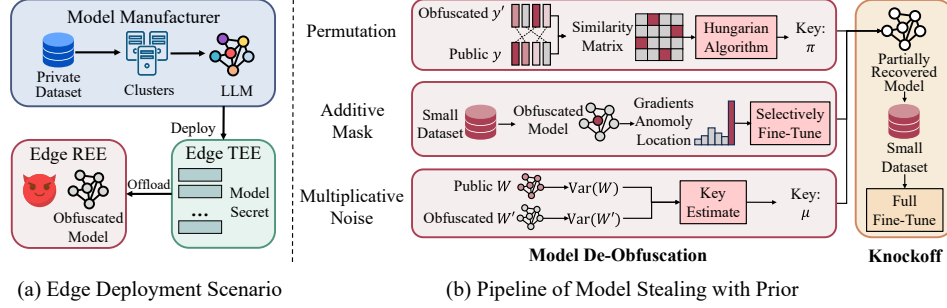 Model Manufacturer
Private
Dataset
Clusters
LLM
Deploy
Edge REE
Offload
Obfuscated
Model
Edge TEE
Model
Secret
...
(a) Edge Deployment Scenario
Permutation
Obfuscated y′
Public y
Similarity
Matrix
Hungarian
Algorithm
Key:
π
Additive
Mask
Small
Dataset
Obfuscated
Model
Gradients
Anomoly
Location
Selectively
Fine-Tune
Multiplicative
Noise
Public W
Var(W)
Obfuscated W′
Var(W′)
Key
Estimate
Key:
μ
Model De-Obfuscation
Partially
Recovered
Model
Small
Dataset
Full
Fine-Tune
Knockoff
(b) Pipeline of Model Stealing with Prior